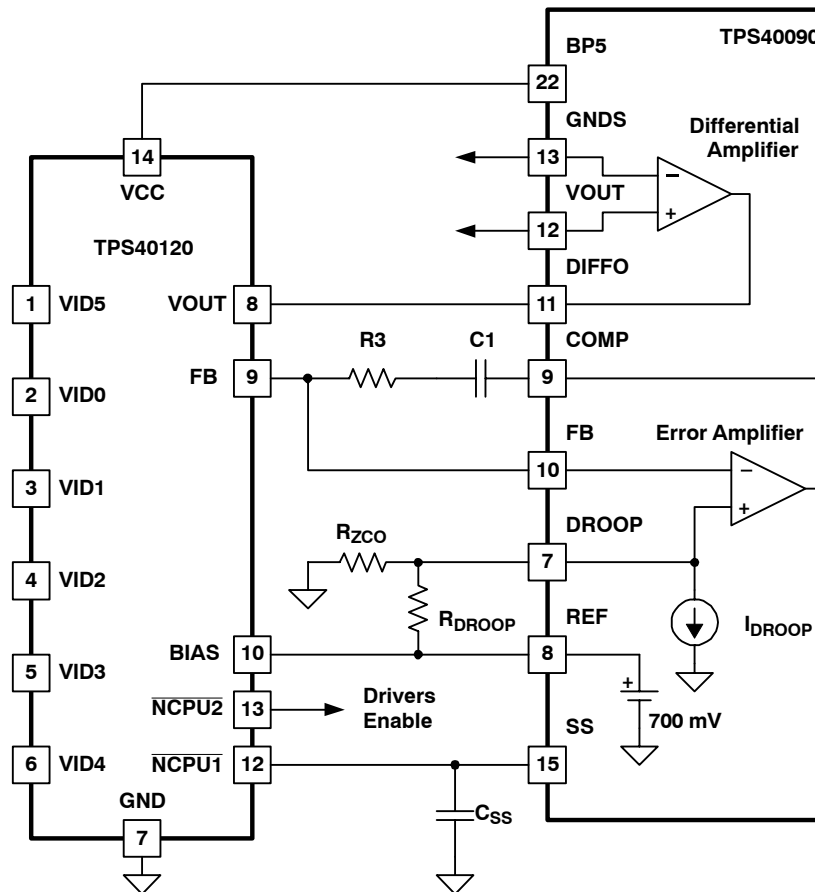 TPS40090
BP5
22
GNDS
Differential
Amplifier
14
13
−
VCC
VOUT
+
12
TPS40120
DIFFO
1
VID5
VOUT
8
11
R3
C1
COMP
FB
9
9
2
VID0
FB
Error Amplifier
10
−
3
VID1
DROOP
+
RZCO
7
4
VID2
RDROOP
REF
IDROOP
BIAS
10
8
5
VID3
+
NCPU2
13
Drivers
Enable
700 mV
SS
6
VID4
NCPU1
12
15
GND
CSS
7